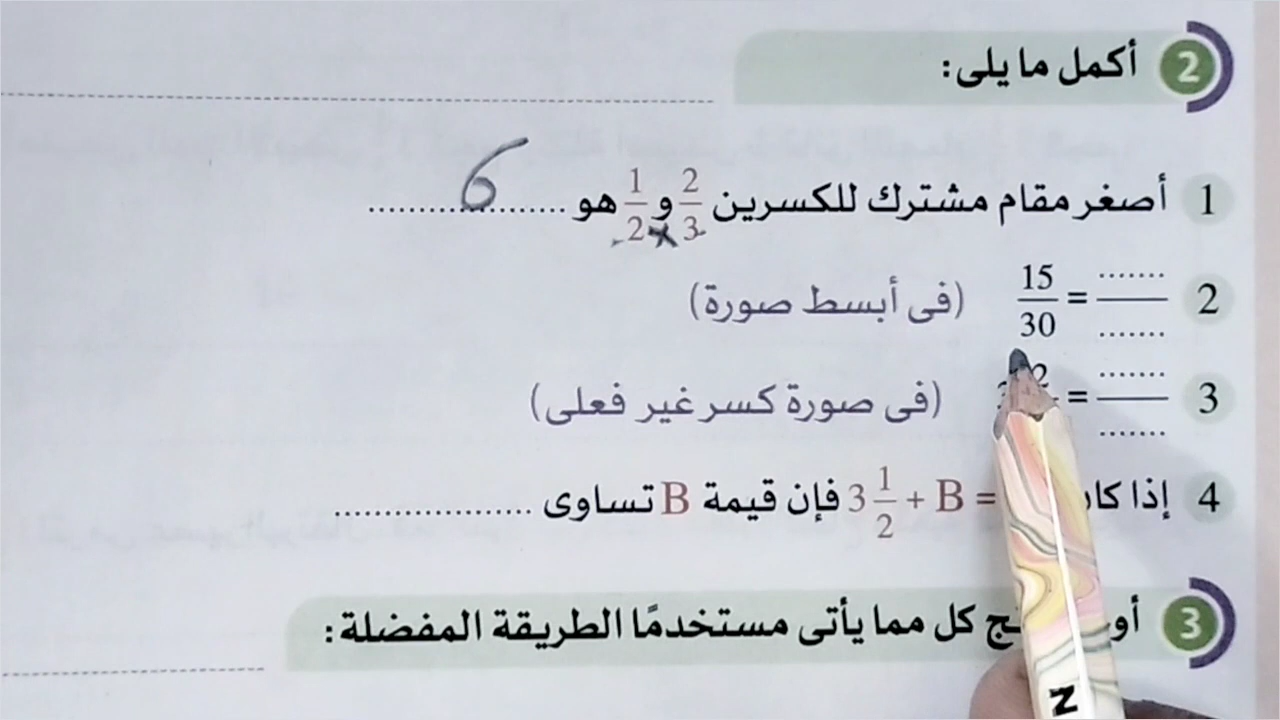 2 أكمل ما يلى:
1 أصغر مقام مشترك للكسرين 2/3 و 1/2 هو .................... 6
2 ....... / ....... = 15/30 (فى أبسط صورة)
3 ....... / ....... = (فى صورة كسر غير فعلى)
4 إذا = 3 1/2 + B فإن قيمة B تساوى ....................
3 كل مما يأتى مستخدمًا الطريقة المفضلة:
N